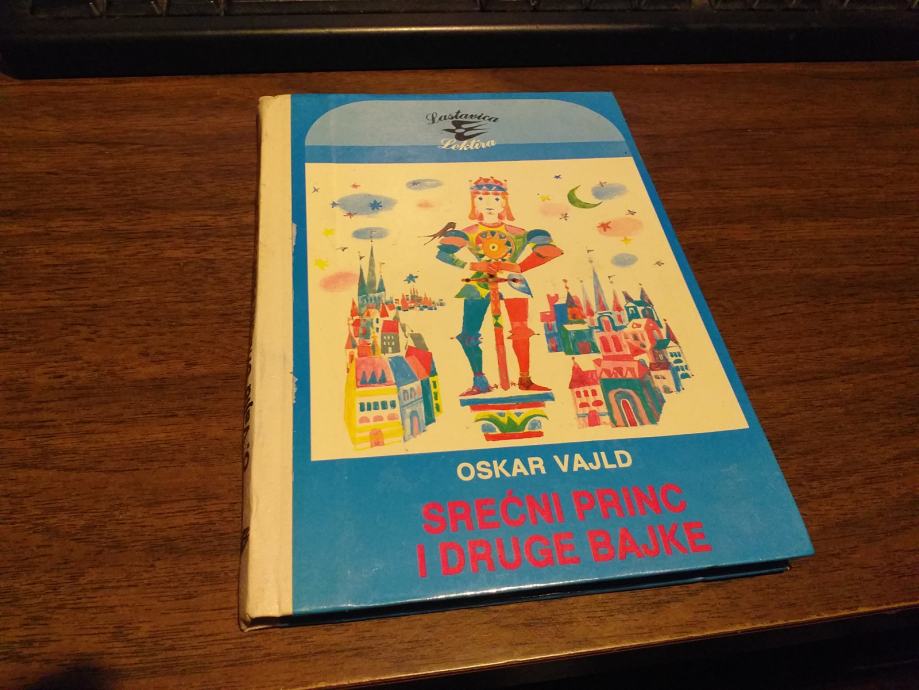 Lastavica
Lektira
OSKAR VAJLD
SREĆNI PRINC
I DRUGE BAJKE